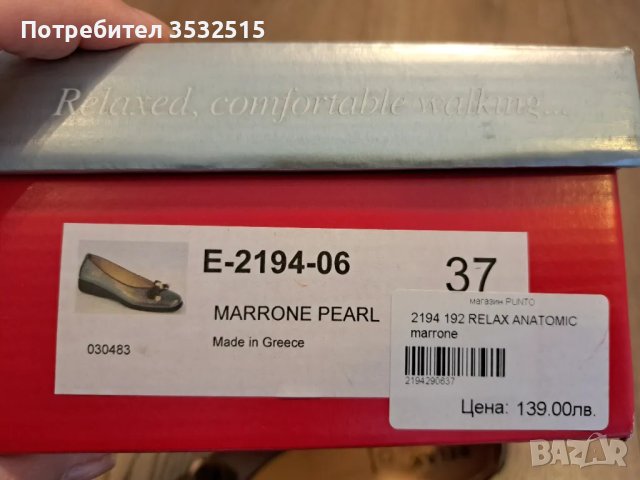 Потребител 3532515
Relaxed, comfortable walking...
E-2194-06
37
MARRONE PEARL
Made in Greece
030483
магазин PUNTO
2194 192 RELAX ANATOMIC
marrone
2194290637
Цена: 139.00лв.
BAZAR